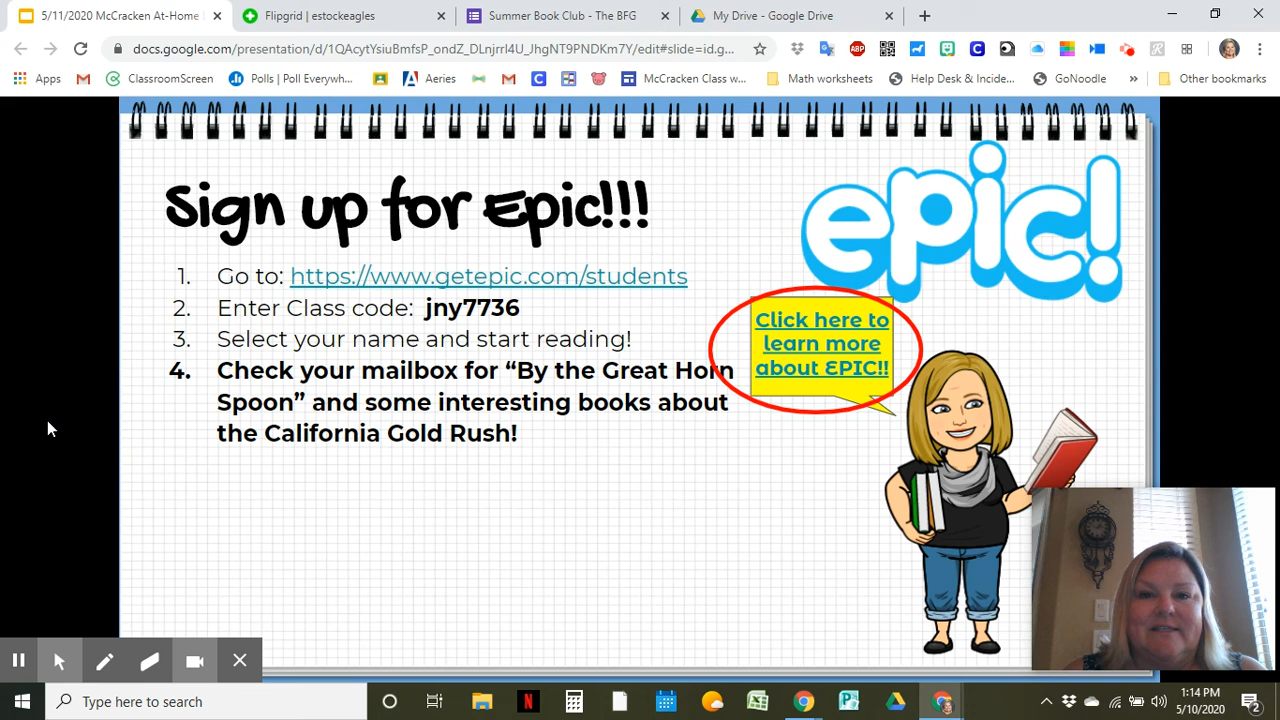 5/11/2020 McCracken At-Home
Flipgrid | estockeagles
Summer Book Club - The BFG
My Drive - Google Drive
docs.google.com/presentation/d/1QAcytYsiuBmfsP_ondZ_DLnjrrl4U_JhgNT9PNDKm7Y/edit#slide=id.g...
ABP
Apps
ClassroomScreen
Polls | Poll Everywh...
Aeries
McCracken Class w...
Math worksheets
Help Desk & Incide...
GoNoodle
»
Other bookmarks
epic!
Sign up for Epic!!!
1. Go to: https://www.getepic.com/students
2. Enter Class code: jny7736
3. Select your name and start reading!
4. Check your mailbox for “By the Great Horn
Spoon” and some interesting books about
the California Gold Rush!
Click here to
learn more
about EPIC!!
Type here to search
1:14 PM
5/10/2020
2